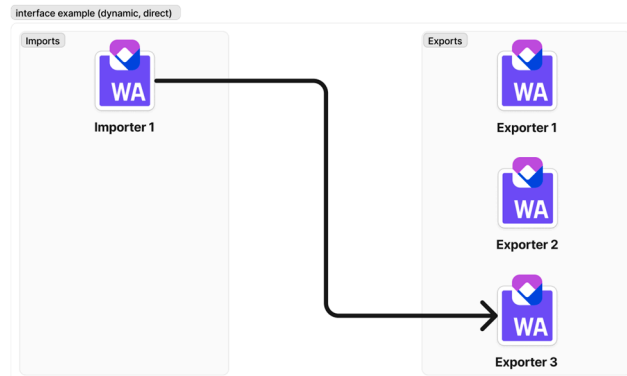 interface example (dynamic, direct)
Imports
WA
Importer 1
Exports
WA
Exporter 1
WA
Exporter 2
WA
Exporter 3